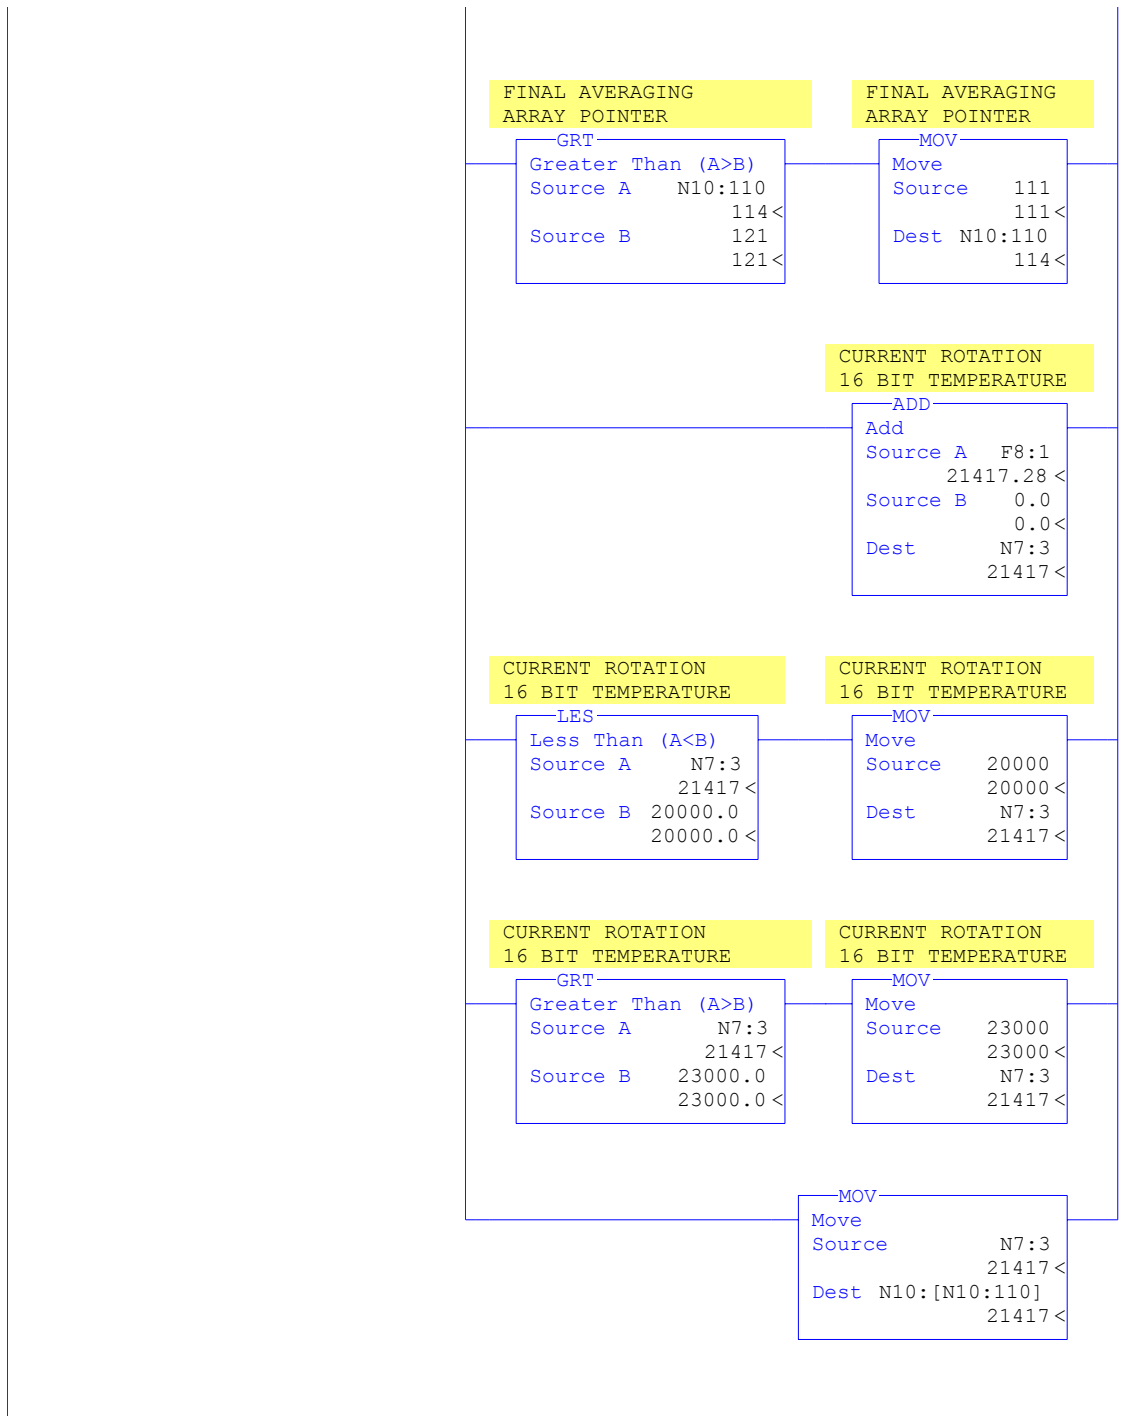 FINAL AVERAGING
ARRAY POINTER
GRT
Greater Than (A>B)
Source A N10:110
114<
Source B 121
121<
FINAL AVERAGING
ARRAY POINTER
MOV
Move
Source 111
111<
Dest N10:110
114<
CURRENT ROTATION
16 BIT TEMPERATURE
ADD
Add
Source A F8:1
21417.28<
Source B 0.0
0.0<
Dest N7:3
21417<
CURRENT ROTATION
16 BIT TEMPERATURE
LES
Less Than (A<B)
Source A N7:3
21417<
Source B 20000.0
20000.0<
CURRENT ROTATION
16 BIT TEMPERATURE
MOV
Move
Source 20000
20000<
Dest N7:3
21417<
CURRENT ROTATION
16 BIT TEMPERATURE
GRT
Greater Than (A>B)
Source A N7:3
21417<
Source B 23000.0
23000.0<
CURRENT ROTATION
16 BIT TEMPERATURE
MOV
Move
Source 23000
23000<
Dest N7:3
21417<
MOV
Move
Source N7:3
21417<
Dest N10:[N10:110]
21417<